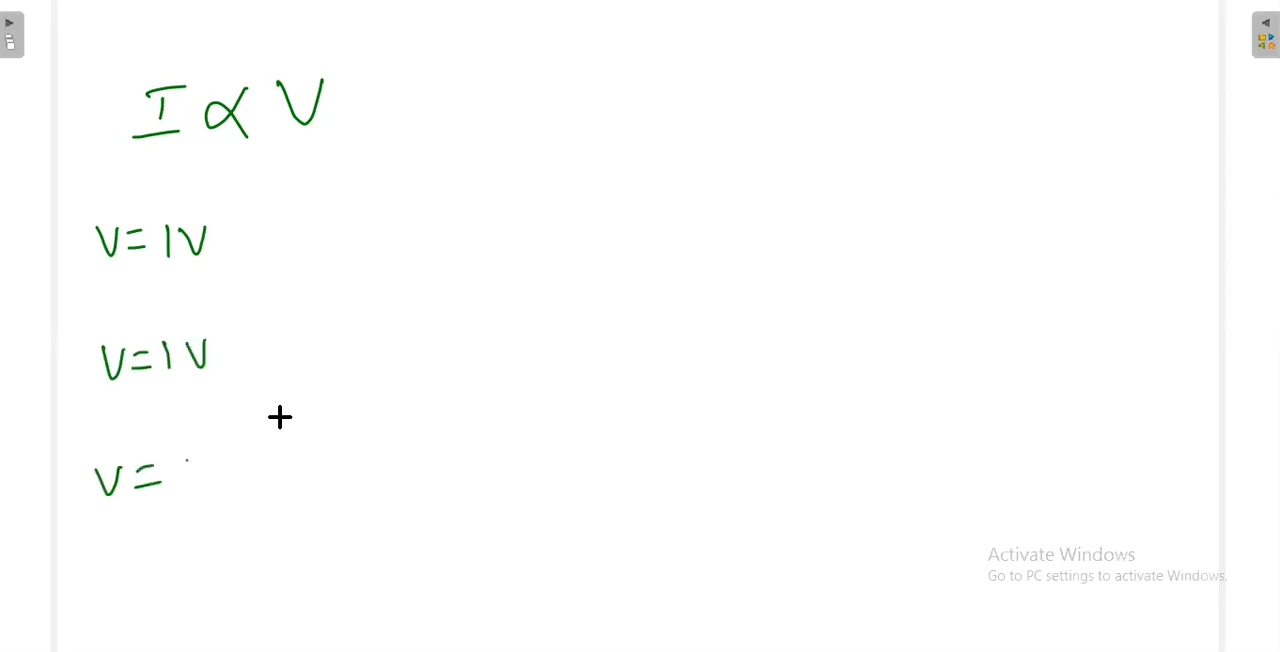 I ∝ V
V = 1V
V = 1V
V =
Activate Windows
Go to PC settings to activate Windows.